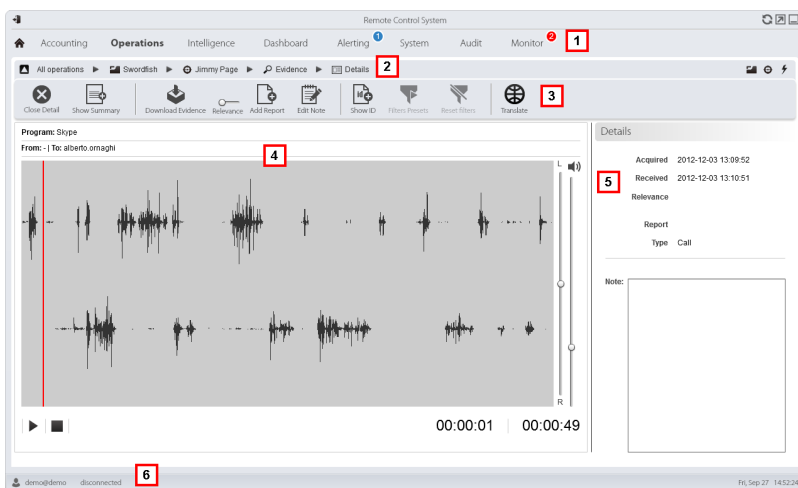 Remote Control System
Accounting Operations Intelligence Dashboard Alerting 1 System Audit Monitor 2 1
All operations Swordfish Jimmy Page Evidence Details 2
Close Detail Show Summary Download Evidence Relevance Add Report Edit Note Show ID Filters Presets Reset filters Translate 3
Program: Skype
From: - | To: alberto.ornaghi
4
L
R
00:00:01 00:00:49
Details
Acquired 2012-12-03 13:09:52
5
Received 2012-12-03 13:10:51
Relevance
Report
Type Call
Note:
demo@demo disconnected 6 Fri, Sep 27 14:52:24